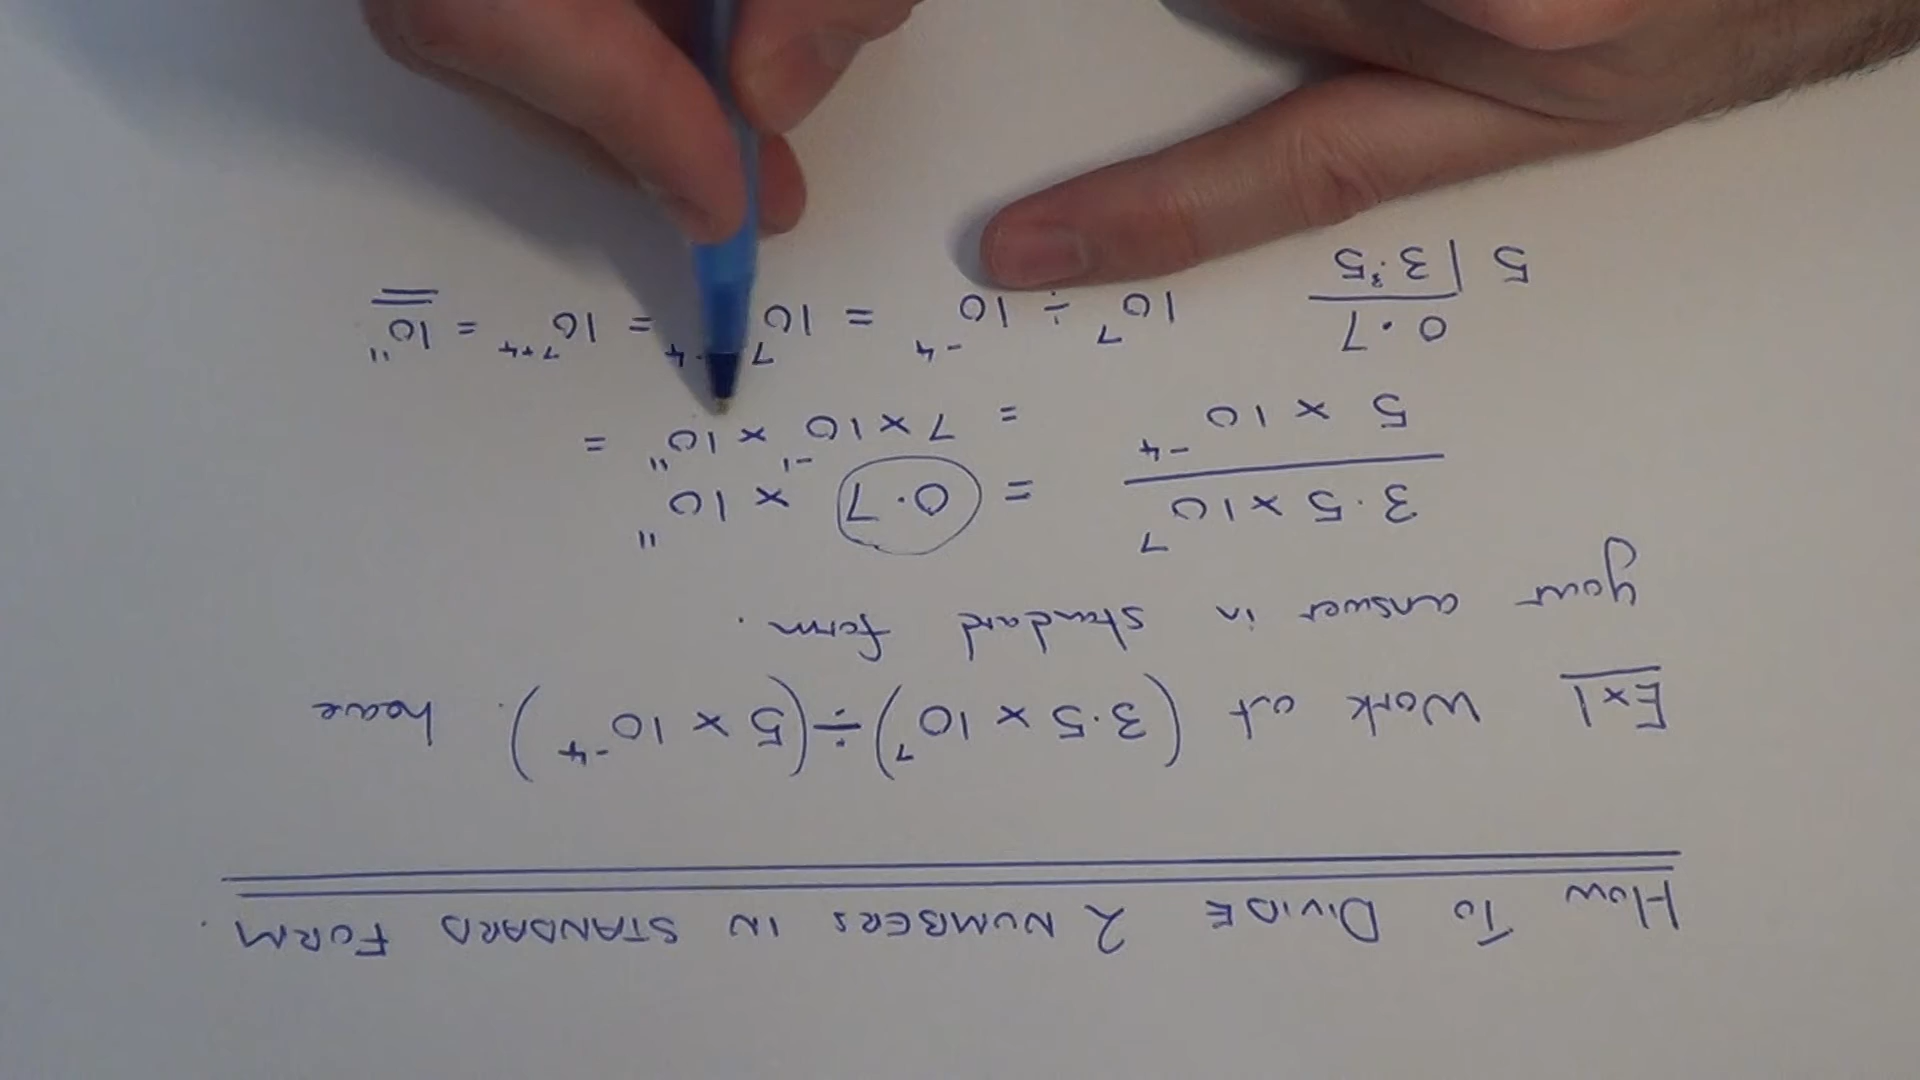 HOW TO DIVIDE 2 NUMBERS IN STANDARD FORM.
Ex1 Work out (3.5 × 10⁷) ÷ (5 × 10⁻⁴). Leave
your answer in standard form.
3.5 × 10⁷ = 0.7 × 10¹¹
5 × 10⁻⁴ = 7 × 10⁻¹ × 10¹¹ =
0.7 10⁷ ÷ 10⁻⁴ = 10⁷ ⁻⁴ = 10⁷⁺⁴ = 10¹¹
5 | 3.³5